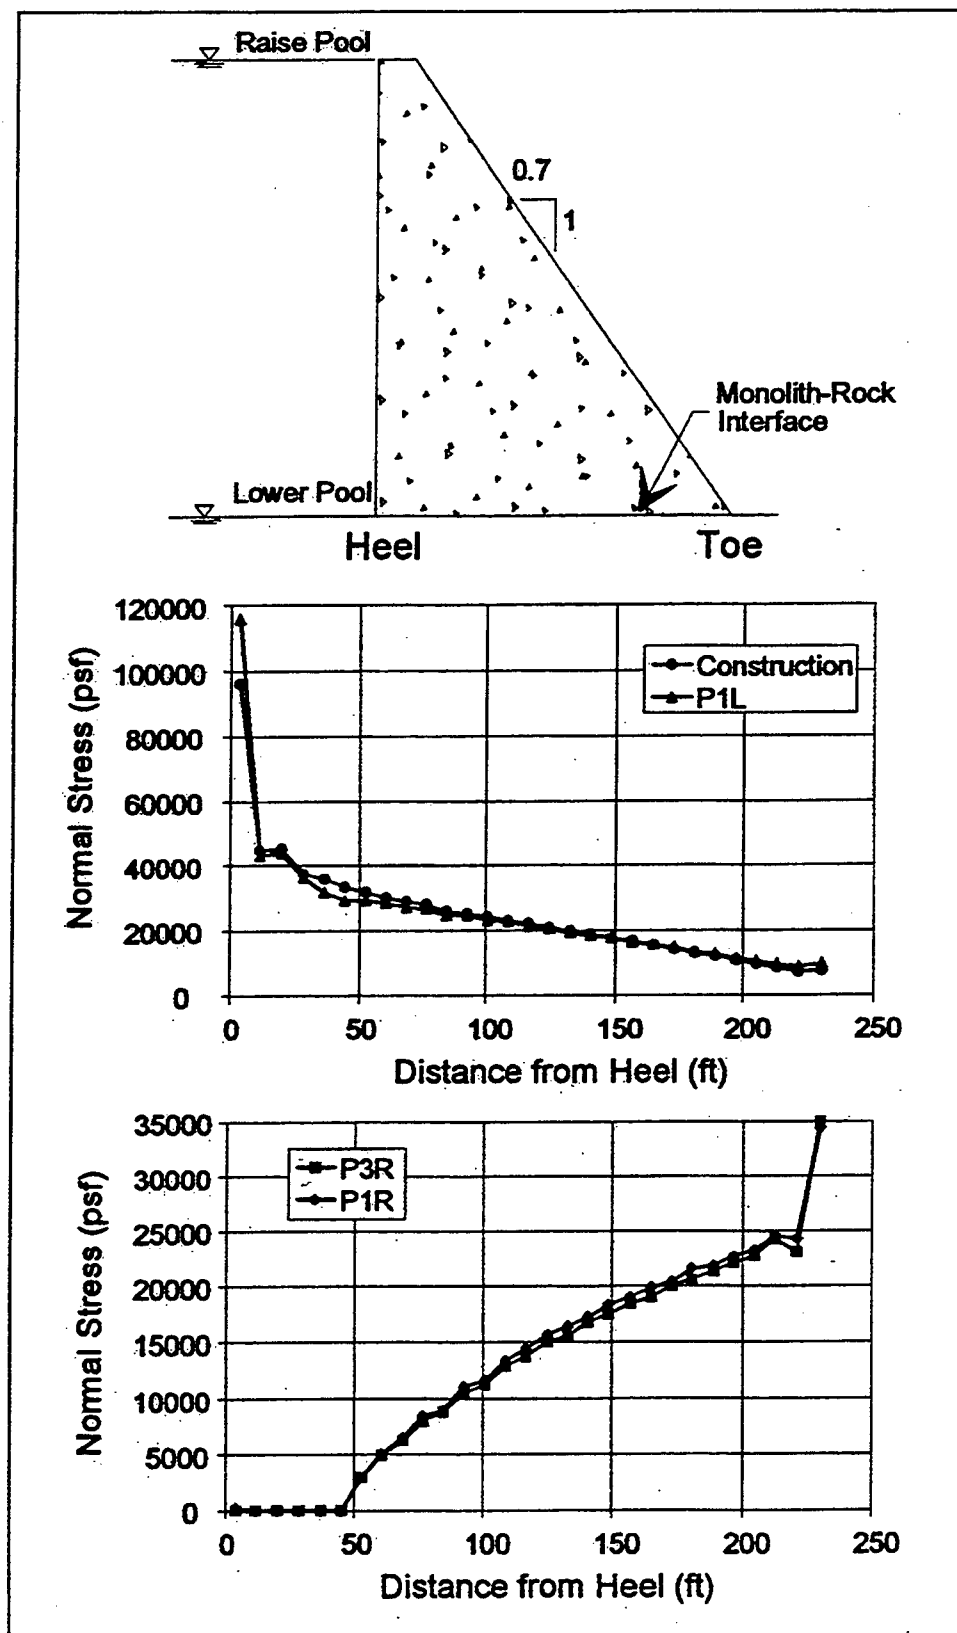 Raise Pool
0.7
1
Monolith-Rock
Interface
Lower Pool
Heel
Toe
120000
100000
80000
60000
40000
20000
0
Normal Stress (psf)
Construction
P1L
0
50
100
150
200
250
Distance from Heel (ft)
35000
30000
25000
20000
15000
10000
5000
0
Normal Stress (psf)
P3R
P1R
0
50
100
150
200
250
Distance from Heel (ft)